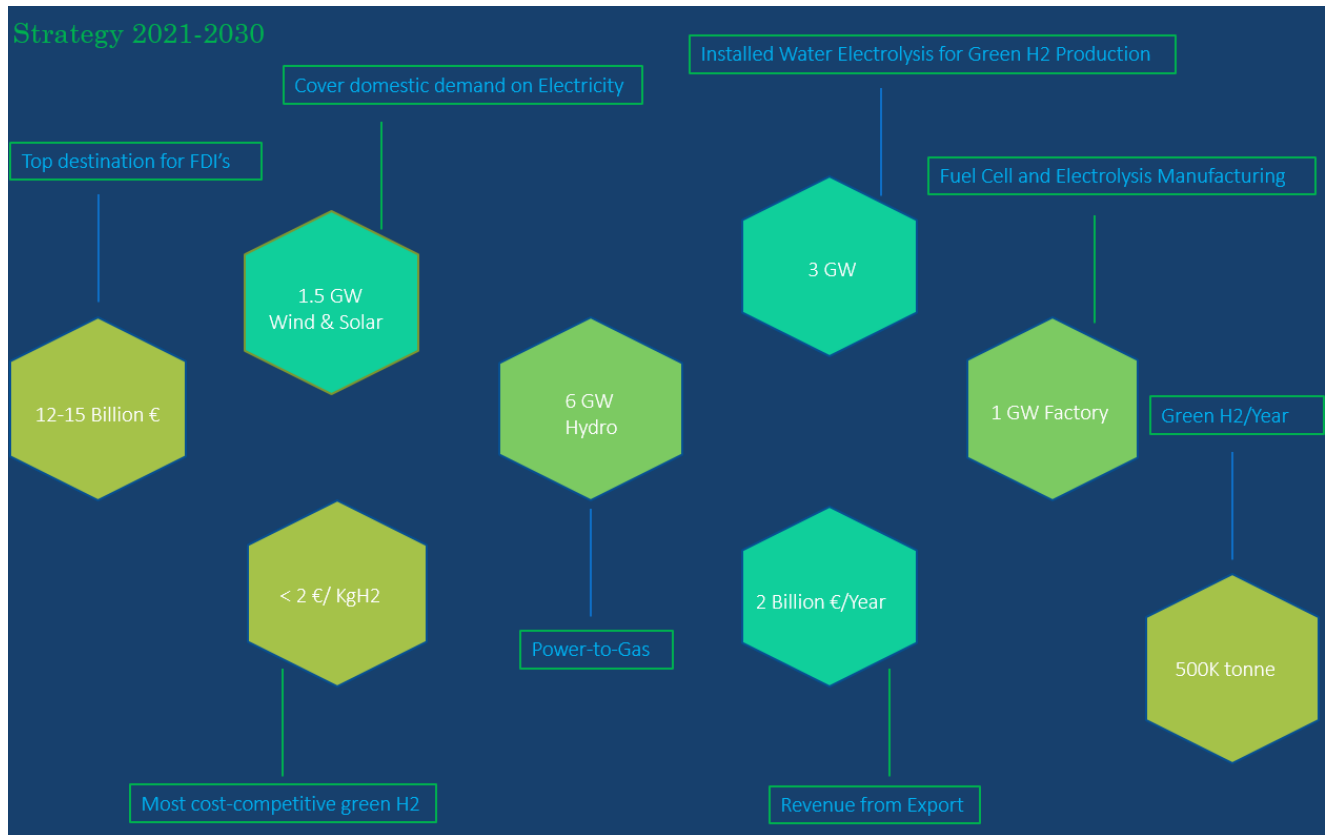 Strategy 2021-2030
Installed Water Electrolysis for Green H2 Production
Cover domestic demand on Electricity
Top destination for FDI's
Fuel Cell and Electrolysis Manufacturing
3 GW
1.5 GW
Wind & Solar
12-15 Billion €
6 GW
Hydro
1 GW Factory
Green H2/Year
< 2 €/ KgH2
2 Billion €/Year
Power-to-Gas
500K tonne
Most cost-competitive green H2
Revenue from Export